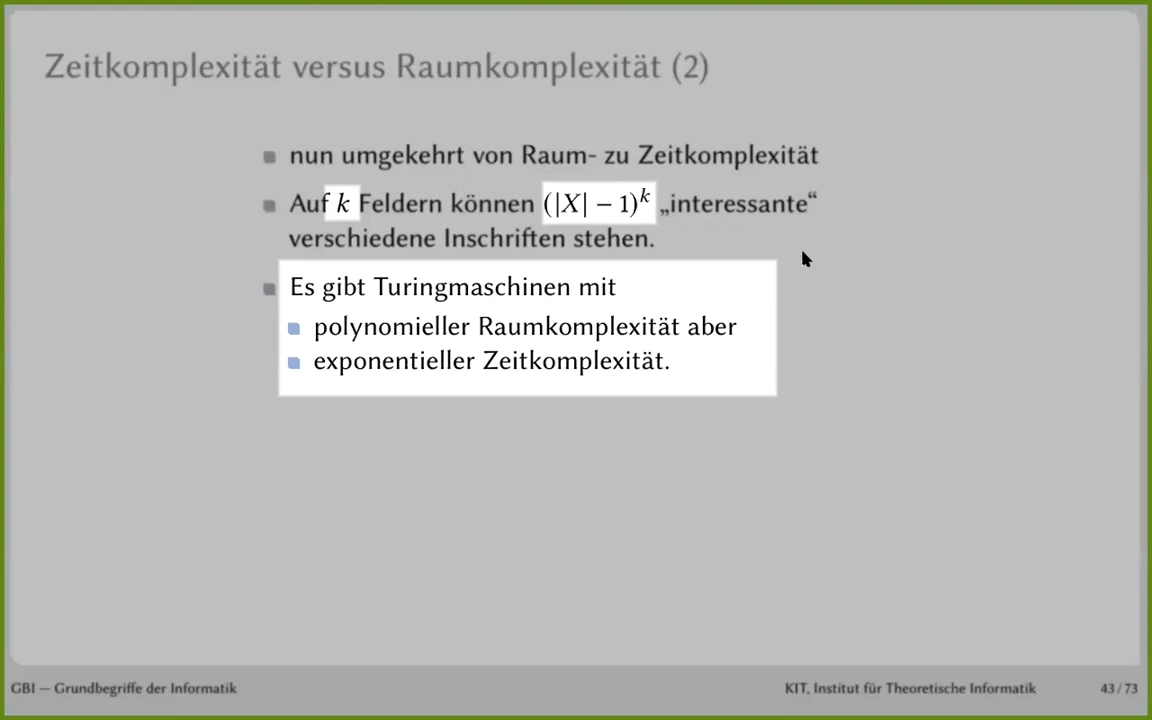 Zeitkomplexität versus Raumkomplexität (2)
nun umgekehrt von Raum- zu Zeitkomplexität
Auf k Feldern können (|X| − 1)^k „interessante“
verschiedene Inschriften stehen.
Es gibt Turingmaschinen mit
polynomieller Raumkomplexität aber
exponentieller Zeitkomplexität.
GBI — Grundbegriffe der Informatik
KIT, Institut für Theoretische Informatik
43 / 73